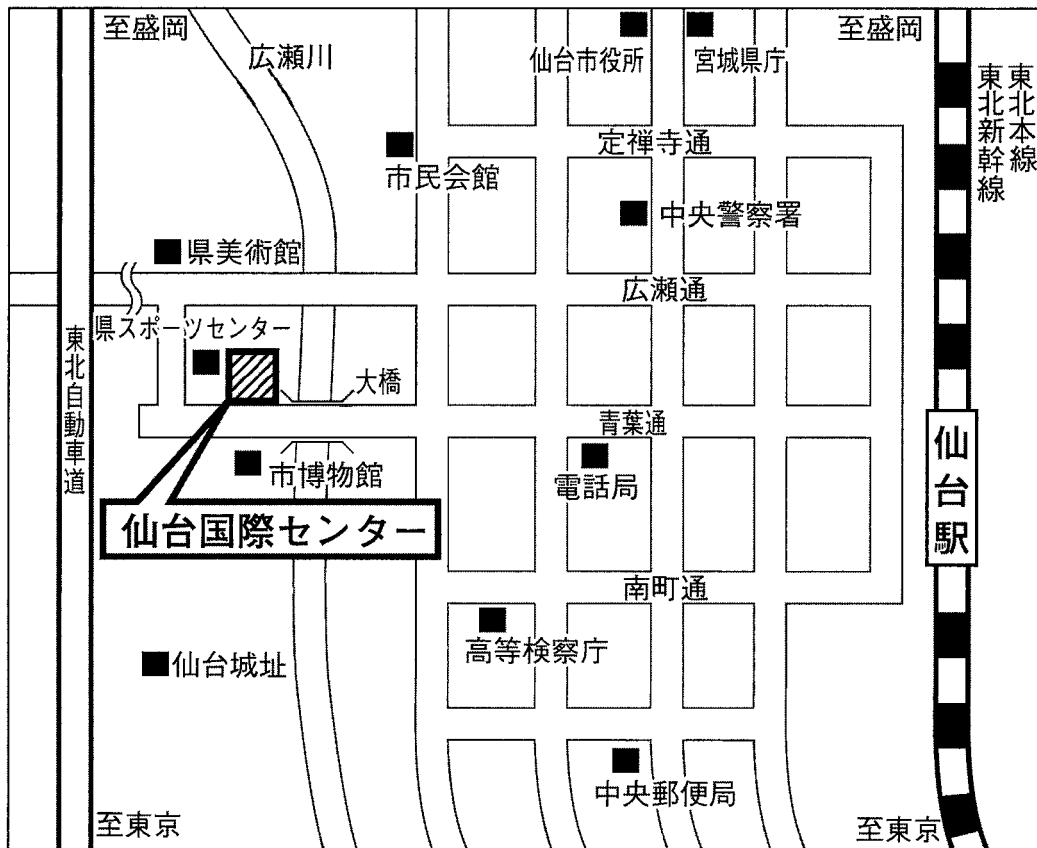 至盛岡
広瀬川
仙台市役所
宮城県庁
至盛岡
東北本線
東北新幹線
定禅寺通
市民会館
中央警察署
県美術館
広瀬通
県スポーツセンター
大橋
東北自動車道
青葉通
仙台駅
市博物館
電話局
仙台国際センター
南町通
高等検察庁
仙台城址
中央郵便局
至東京
至東京